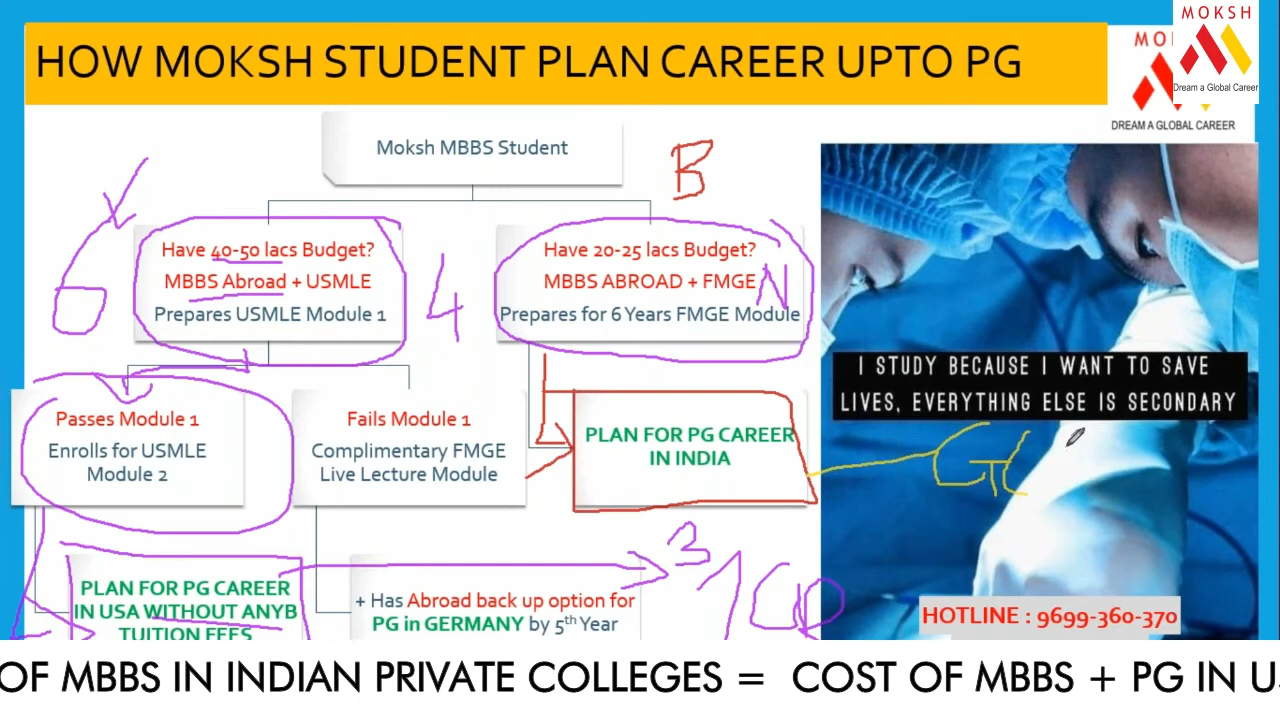 HOW MOKSH STUDENT PLAN CAREER UPTO PG
MOKSH
Dream a Global Career
MO
DREAM A GLOBAL CAREER
Moksh MBBS Student
B
Have 40-50 lacs Budget?
MBBS Abroad + USMLE
Prepares USMLE Module 1
4
Have 20-25 lacs Budget?
MBBS ABROAD + FMGE
N
Prepares for 6 Years FMGE Module
Passes Module 1
Enrolls for USMLE
Module 2
Fails Module 1
Complimentary FMGE
Live Lecture Module
PLAN FOR PG CAREER
IN INDIA
I STUDY BECAUSE I WANT TO SAVE
LIVES, EVERYTHING ELSE IS SECONDARY
PLAN FOR PG CAREER
IN USA WITHOUT ANYB
TUITION FEES
+ Has Abroad back up option for
PG in GERMANY by 5th Year
3
HOTLINE : 9699-360-370
OF MBBS IN INDIAN PRIVATE COLLEGES = COST OF MBBS + PG IN U